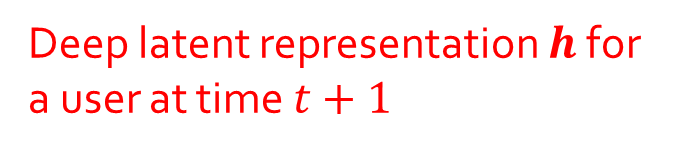 Deep latent representation h for
a user at time t + 1